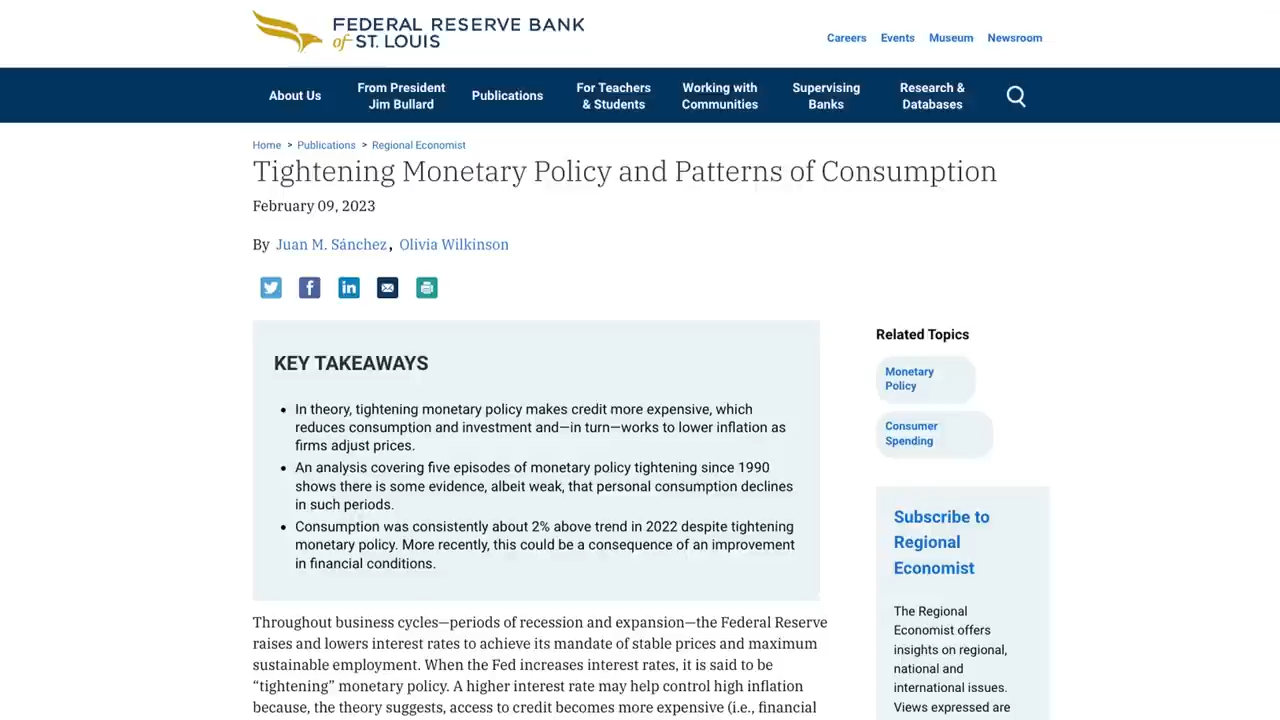 FEDERAL RESERVE BANK
of ST. LOUIS
Careers Events Museum Newsroom
About Us
From President
Jim Bullard
Publications
For Teachers
& Students
Working with
Communities
Supervising
Banks
Research &
Databases
Home > Publications > Regional Economist
Tightening Monetary Policy and Patterns of Consumption
February 09, 2023
By Juan M. Sánchez, Olivia Wilkinson
KEY TAKEAWAYS
• In theory, tightening monetary policy makes credit more expensive, which
reduces consumption and investment and—in turn—works to lower inflation as
firms adjust prices.
• An analysis covering five episodes of monetary policy tightening since 1990
shows there is some evidence, albeit weak, that personal consumption declines
in such periods.
• Consumption was consistently about 2% above trend in 2022 despite tightening
monetary policy. More recently, this could be a consequence of an improvement
in financial conditions.
Throughout business cycles—periods of recession and expansion—the Federal Reserve
raises and lowers interest rates to achieve its mandate of stable prices and maximum
sustainable employment. When the Fed increases interest rates, it is said to be
“tightening” monetary policy. A higher interest rate may help control high inflation
because, the theory suggests, access to credit becomes more expensive (i.e., financial
Related Topics
Monetary
Policy
Consumer
Spending
Subscribe to
Regional
Economist
The Regional
Economist offers
insights on regional,
national and
international issues.
Views expressed are